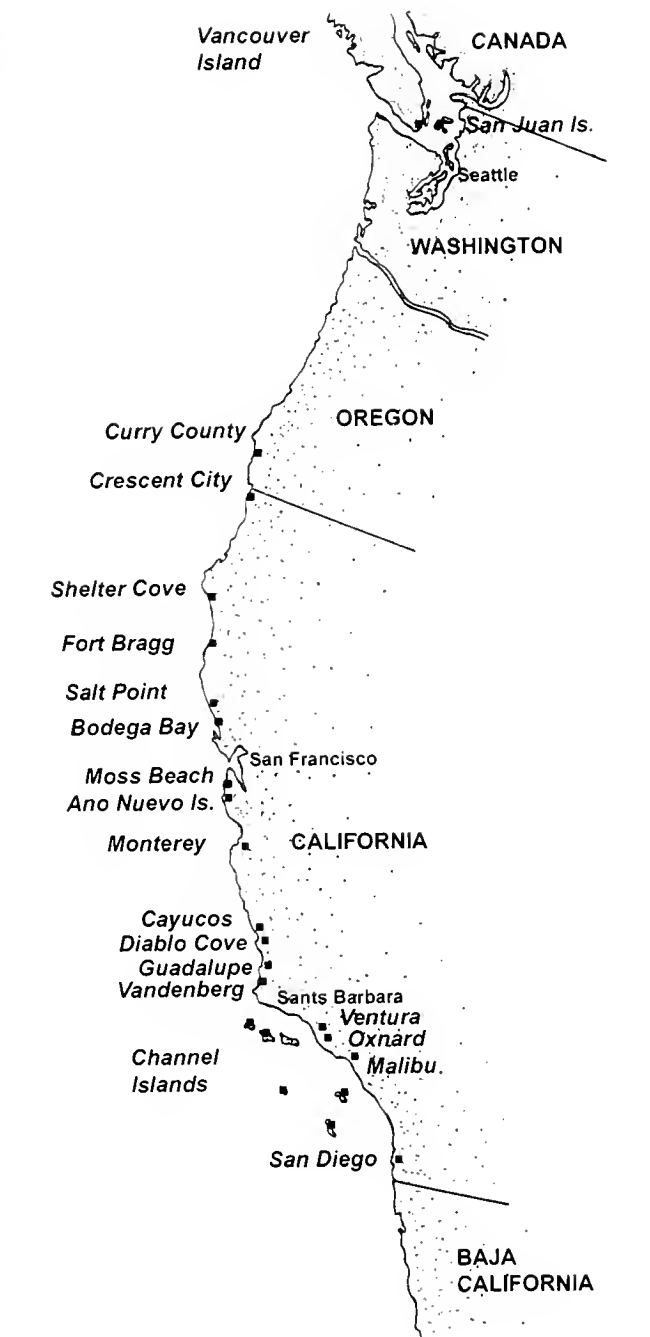 Vancouver
Island
CANADA
San Juan Is.
Seattle
WASHINGTON
OREGON
Curry County
Crescent City
Shelter Cove
Fort Bragg
Salt Point
Bodega Bay
San Francisco
Moss Beach
Ano Nuevo Is.
Monterey
CALIFORNIA
Cayucos
Diablo Cove
Guadalupe
Vandenberg
Sants Barbara
Ventura
Oxnard
Malibu.
Channel
Islands
San Diego
BAJA
CALIFORNIA